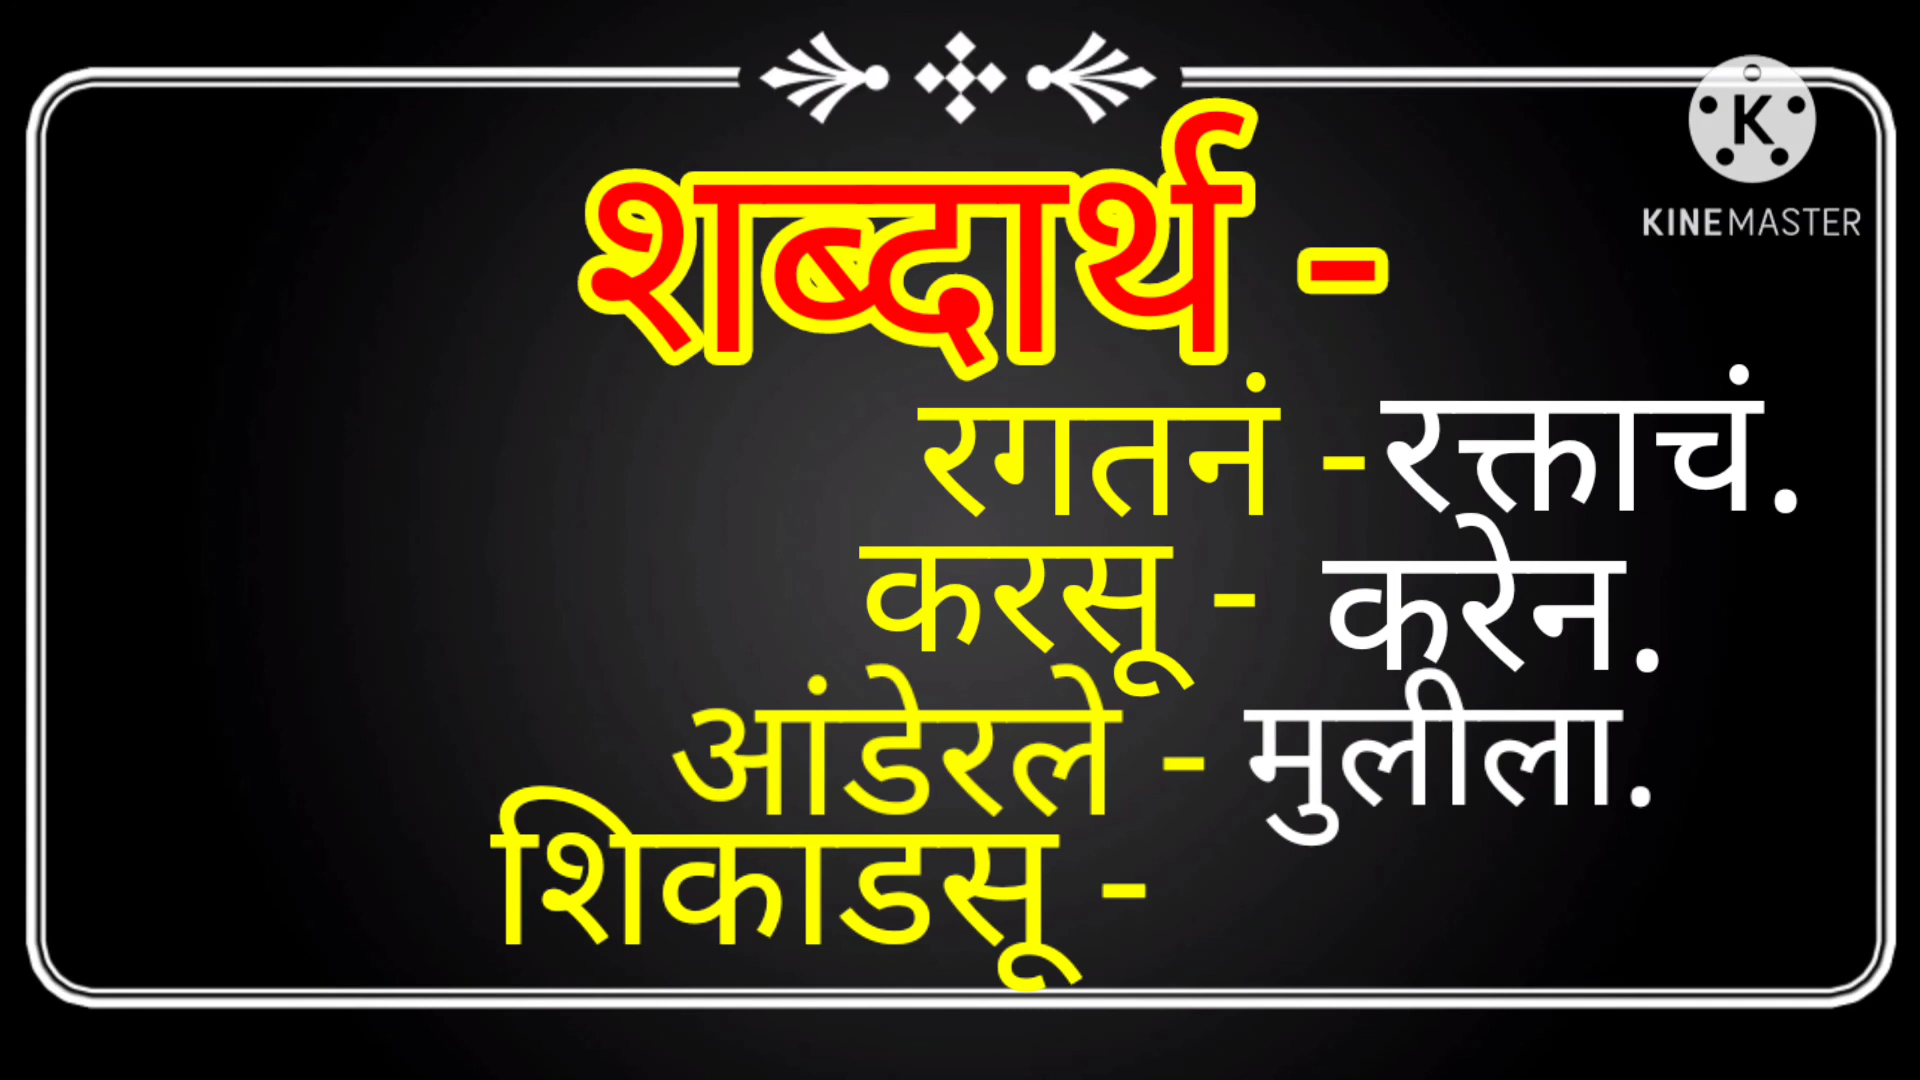 KINEMASTER
शब्दार्थ -
रगतनं -रक्ताचं.
करसू - करेन.
आंडेरले - मुलीला.
शिकाडसू -